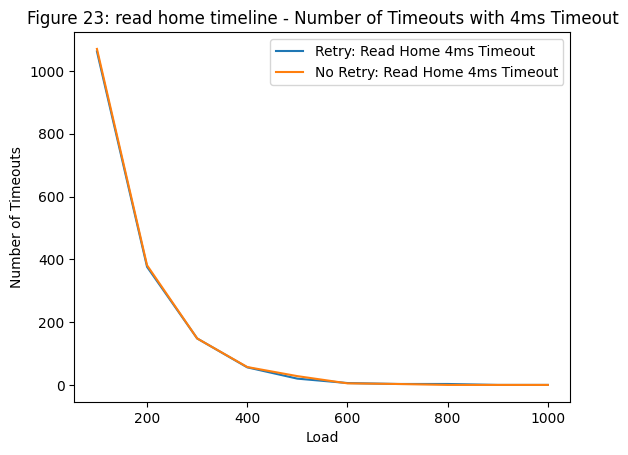 Figure 23: read home timeline - Number of Timeouts with 4ms Timeout
Retry: Read Home 4ms Timeout
No Retry: Read Home 4ms Timeout
Number of Timeouts
1000
800
600
400
200
0
200 400 600 800 1000
Load